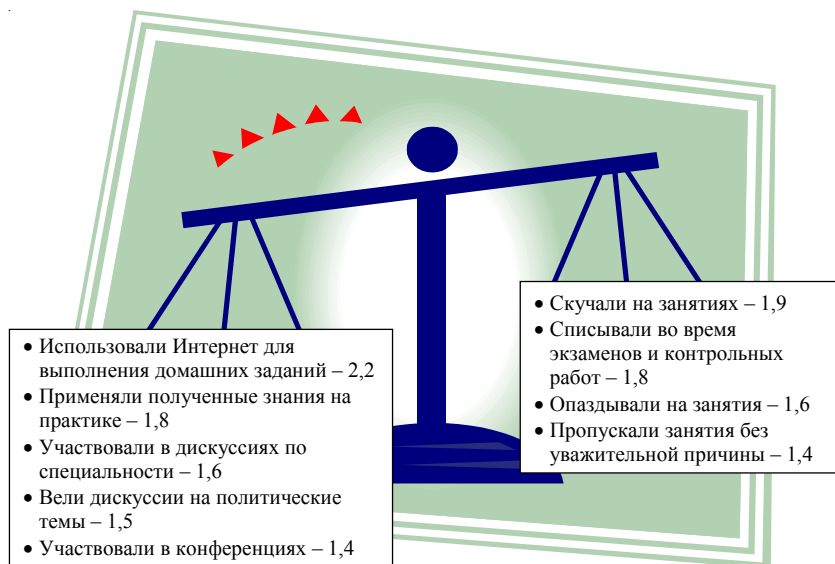 • Использовали Интернет для
выполнения домашних заданий – 2,2
• Применяли полученные знания на
практике – 1,8
• Участвовали в дискуссиях по
специальности – 1,6
• Вели дискуссии на политические
темы – 1,5
• Участвовали в конференциях – 1,4
• Скучали на занятиях – 1,9
• Списывали во время
экзаменов и контрольных
работ – 1,8
• Опаздывали на занятия – 1,6
• Пропускали занятия без
уважительной причины – 1,4